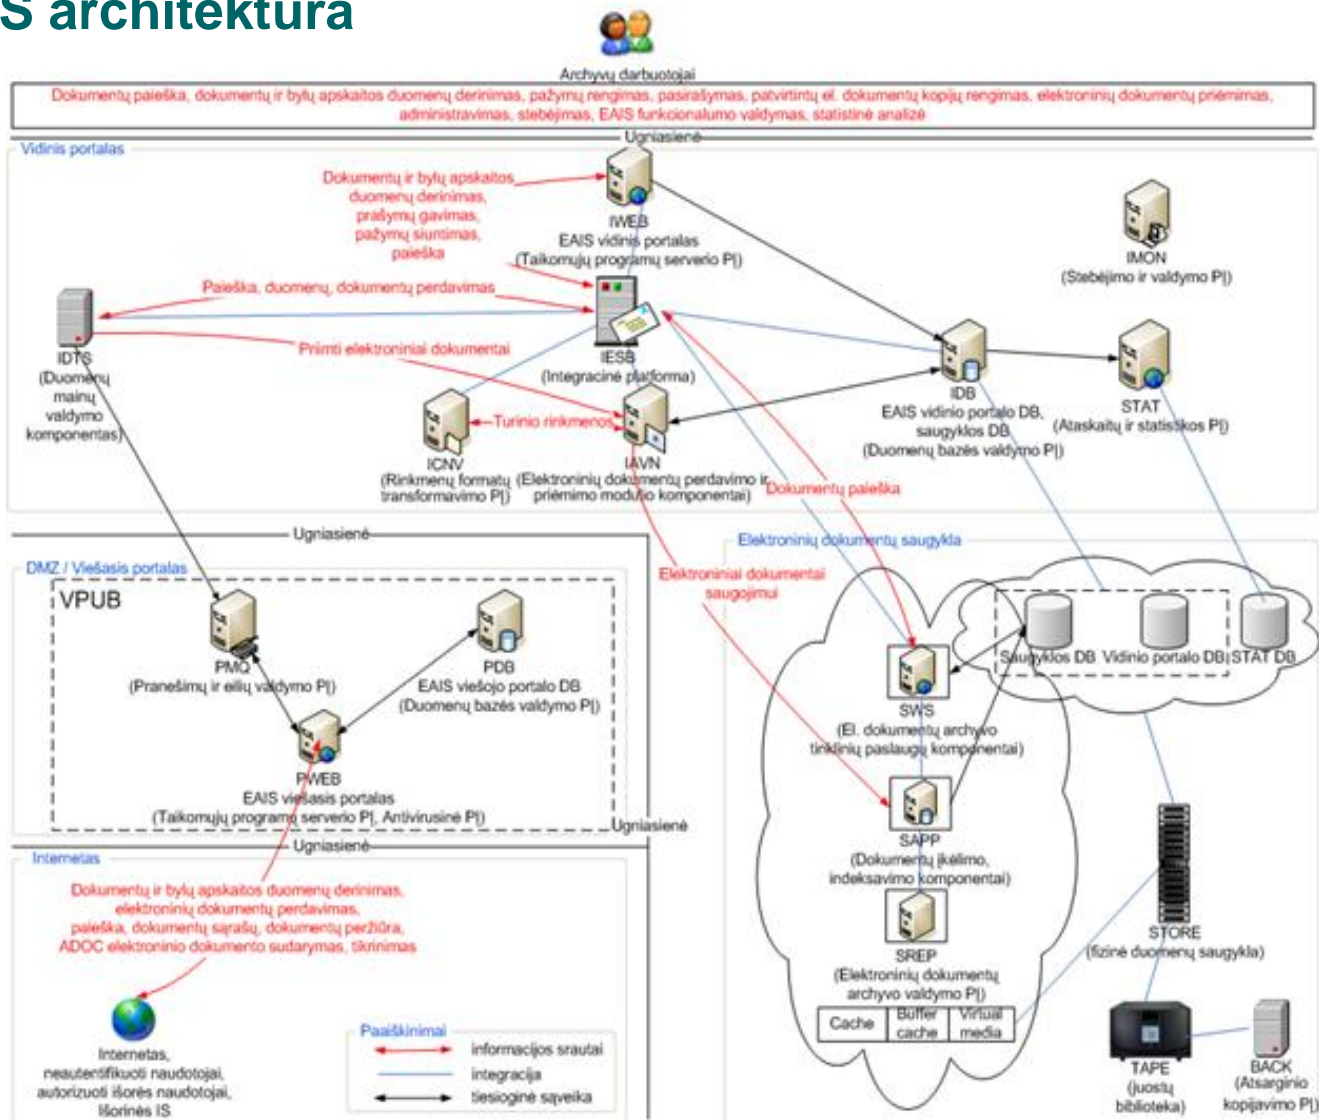 S architektūra
Archyvų darbuotojai
Dokumentų paieška, dokumentų ir bylų apskaitos duomenų derinimas, pažymų rengimas, pasirašymas, patvirtintų el. dokumentų kopijų rengimas, elektroninių dokumentų priėmimas,
administravimas, stebėjimas, EAIS funkcionalumo valdymas, statistinė analizė
Ugniasienė
Vidinis portalas
Dokumentų ir bylų apskaitos
duomenų derinimas,
prašymų gavimas,
pažymų siuntimas,
paieška
IWEB
EAIS vidinis portalas
(Taikomųjų programų serverio PĮ)
IMON
(Stebėjimo ir valdymo PĮ)
Paieška, duomenų, dokumentų perdavimas
IDTS
(Duomenų
mainų
valdymo
komponentas)
Priimti elektroniniai dokumentai
IESB
(Integracinė platforma)
IDB
EAIS vidinio portalo DB,
saugyklos DB
(Duomenų bazės valdymo PĮ)
STAT
(Ataskaitų ir statistikos PĮ)
Turinio rinkmenos
ICNV
(Rinkmenų formatų
transformavimo PĮ)
IAVN
(Elektroninių dokumentų perdavimo ir
priėmimo modulio komponentai)
Dokumentų paieška
Ugniasienė
Elektroninių dokumentų saugykla
DMZ / Viešasis portalas
VPUB
Elektroniniai dokumentai
saugojimui
PMQ
(Pranešimų ir eilių valdymo PĮ)
PDB
EAIS viešojo portalo DB
(Duomenų bazės valdymo PĮ)
Saugyklos DB
Vidinio portalo DB
STAT DB
SWS
(El. dokumentų archyvo
tinklinių paslaugų komponentai)
PWEB
EAIS viešasis portalas
(Taikomųjų programų serverio PĮ, Antivirusinė PĮ)
Ugniasienė
Ugniasienė
SAPP
(Dokumentų įkėlimo,
indeksavimo komponentai)
Internetas
Dokumentų ir bylų apskaitos duomenų derinimas,
elektroninių dokumentų perdavimas,
paieška, dokumentų sąrašų, dokumentų peržiūra,
ADOC elektroninio dokumento sudarymas, tikrinimas
SREP
(Elektroninių dokumentų
archyvo valdymo PĮ)
STORE
(fizinė duomenų saugykla)
Cache
Buffer
cache
Virtual
media
Internetas,
neautentifikuoti naudotojai,
autorizuoti išorės naudotojai,
Išorinės IS
Paaiškinimai
informacijos srautai
integracija
tiesioginė sąveika
TAPE
(juostų
biblioteka)
BACK
(Atsarginio
kopijavimo PĮ)